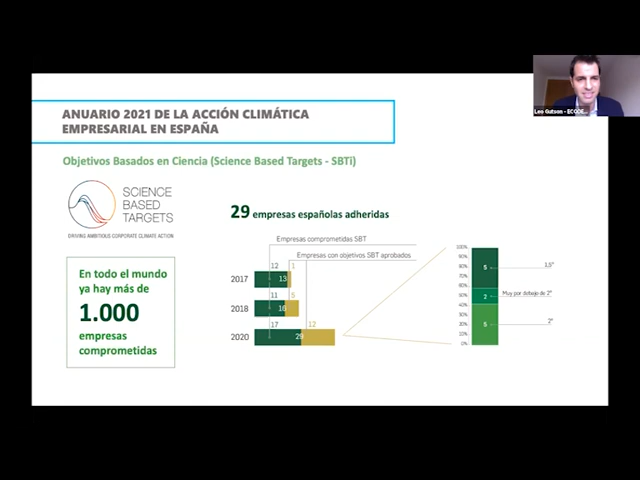 Leo Gutson - ECODE...
ANUARIO 2021 DE LA ACCIÓN CLIMÁTICA
EMPRESARIAL EN ESPAÑA
Objetivos Basados en Ciencia (Science Based Targets - SBTi)
SCIENCE
BASED
TARGETS
DRIVING AMBITIOUS CORPORATE CLIMATE ACTION
29 empresas españolas adheridas
En todo el mundo
ya hay más de
1.000
empresas
comprometidas
Empresas comprometidas SBT
Empresas con objetivos SBT aprobados
12 1
2017 13
11 5
2018 16
17 12
2020 29
100%
90%
80%
70%
60%
50%
40%
30%
20%
10%
0%
5 1,5°
2 Muy por debajo de 2°
5 2°